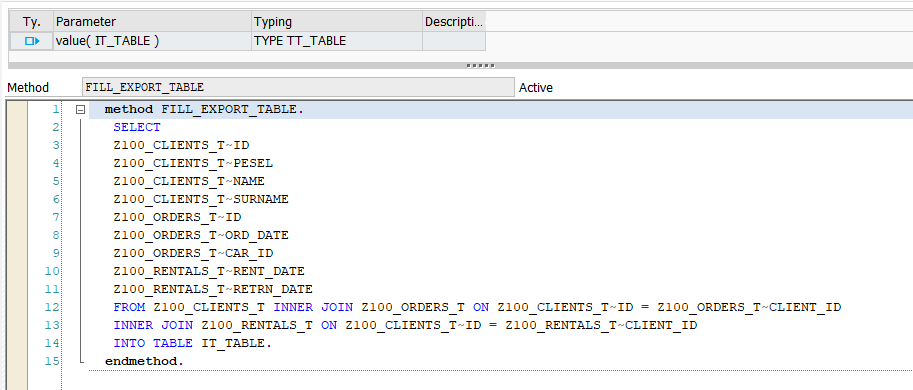 Ty. Parameter Typing Descripti...
value( IT_TABLE ) TYPE TT_TABLE
Method FILL_EXPORT_TABLE Active
1 method FILL_EXPORT_TABLE.
2 SELECT
3 Z100_CLIENTS_T~ID
4 Z100_CLIENTS_T~PESEL
5 Z100_CLIENTS_T~NAME
6 Z100_CLIENTS_T~SURNAME
7 Z100_ORDERS_T~ID
8 Z100_ORDERS_T~ORD_DATE
9 Z100_ORDERS_T~CAR_ID
10 Z100_RENTALS_T~RENT_DATE
11 Z100_RENTALS_T~RETRN_DATE
12 FROM Z100_CLIENTS_T INNER JOIN Z100_ORDERS_T ON Z100_CLIENTS_T~ID = Z100_ORDERS_T~CLIENT_ID
13 INNER JOIN Z100_RENTALS_T ON Z100_CLIENTS_T~ID = Z100_RENTALS_T~CLIENT_ID
14 INTO TABLE IT_TABLE.
15 endmethod.